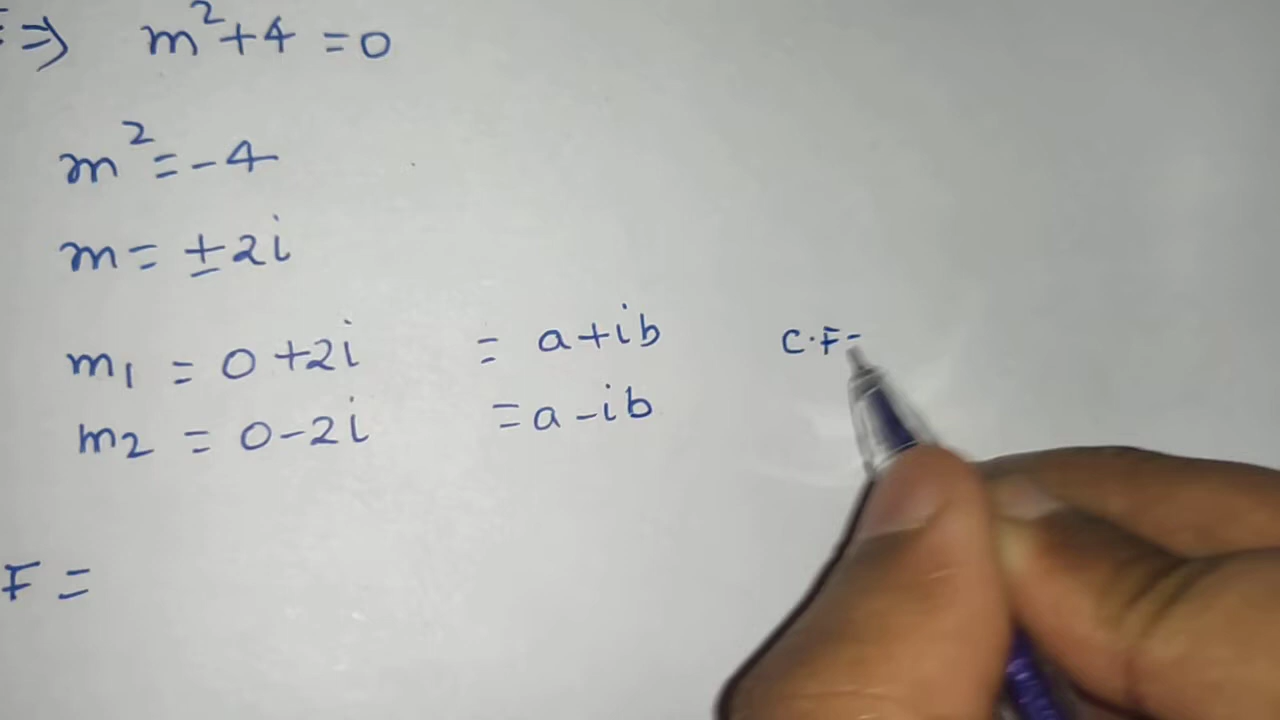 ⇒ m²+4 =0
m²=-4
m= ±2i
m₁ = 0+2i = a+ib C.F=
m₂ = 0-2i =a-ib
F =